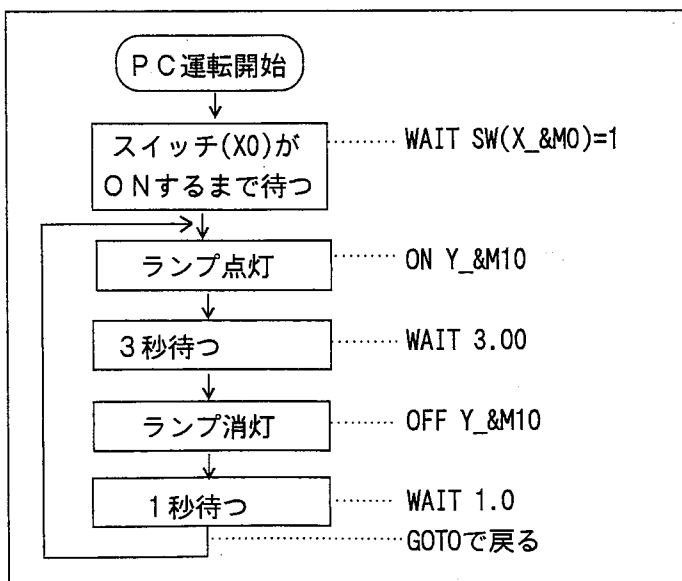 ＰＣ運転開始
スイッチ(X0)が
ＯＮするまで待つ
WAIT SW(X_&M0)=1
ランプ点灯
ON Y_&M10
３秒待つ
WAIT 3.00
ランプ消灯
OFF Y_&M10
１秒待つ
WAIT 1.0
GOTOで戻る